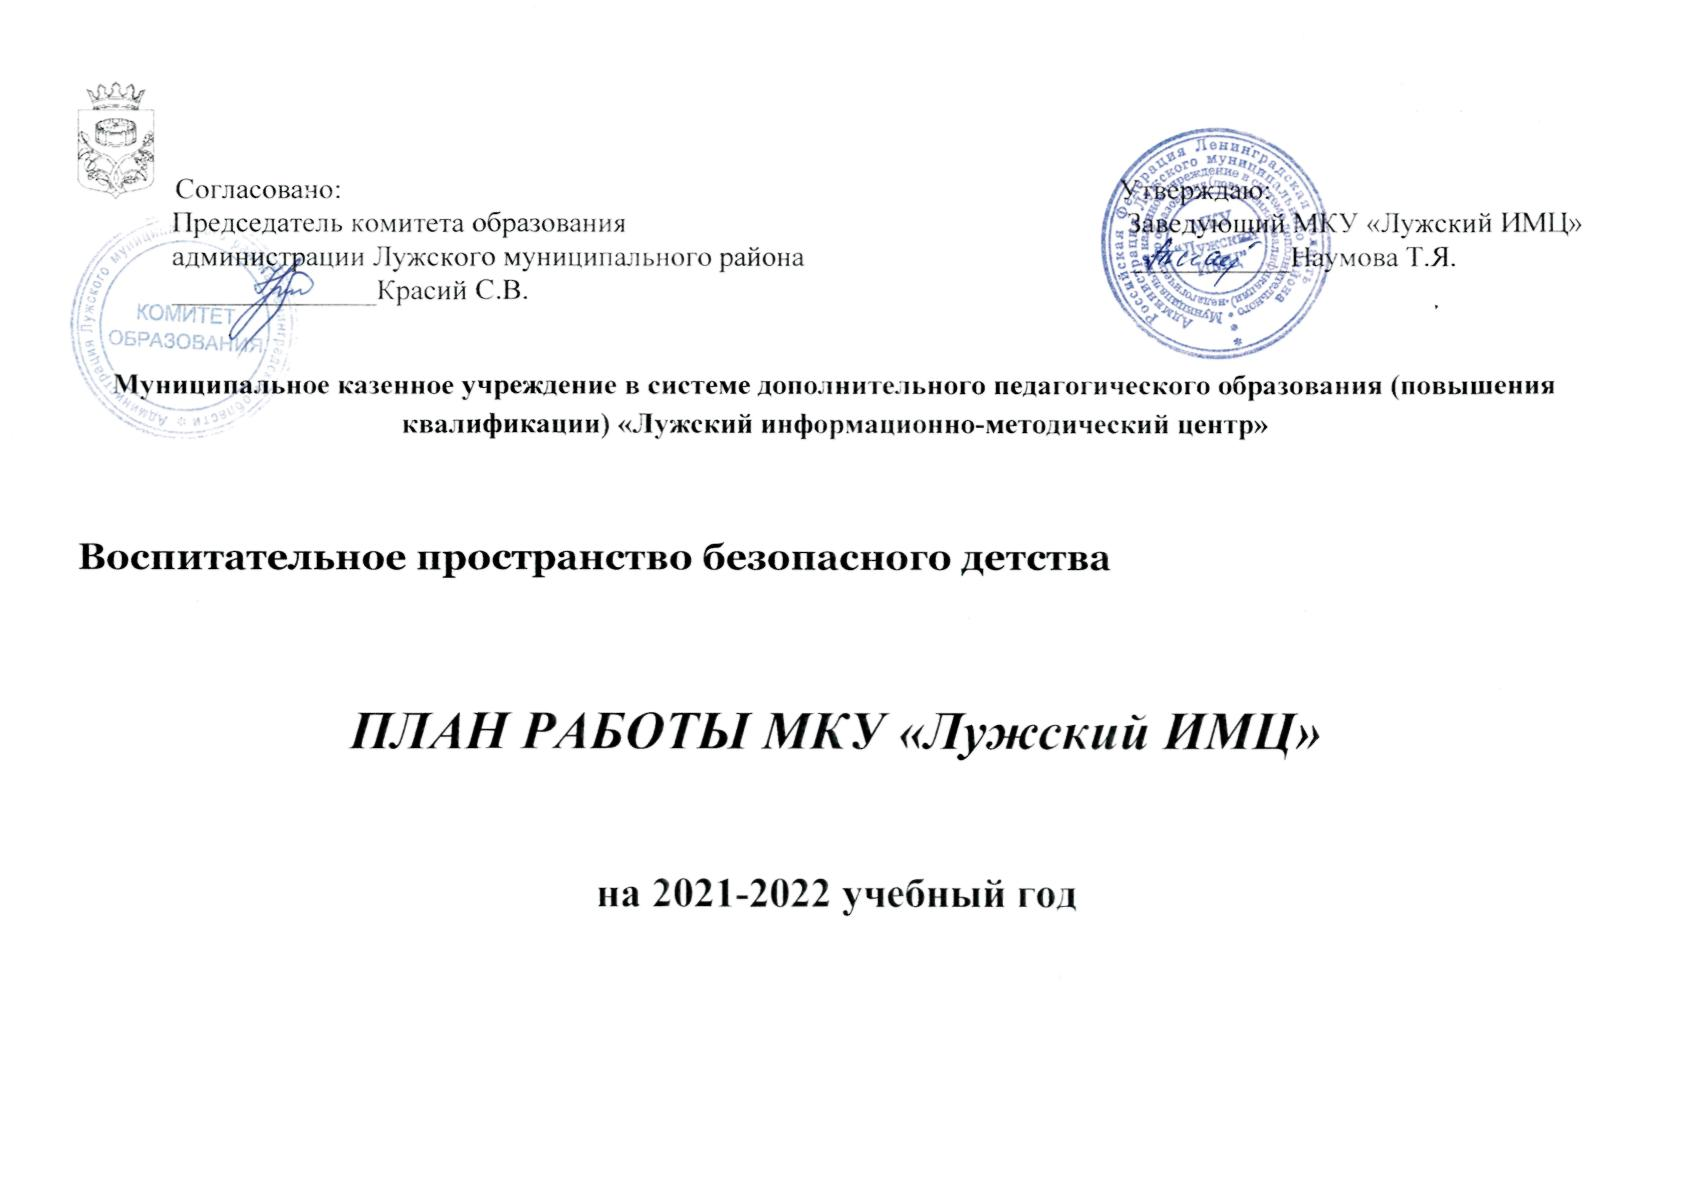 Согласовано:
Председатель комитета образования
администрации Лужского муниципального района
Красий С.В.
Утверждаю:
Заведующий МКУ «Лужский ИМЦ»
Наумова Т.Я.
КОМИТЕТ
ОБРАЗОВАНИЯ
Муниципальное казенное учреждение в системе дополнительного педагогического образования (повышения
квалификации) «Лужский информационно-методический центр»
Воспитательное пространство безопасного детства
ПЛАН РАБОТЫ МКУ «Лужский ИМЦ»
на 2021-2022 учебный год